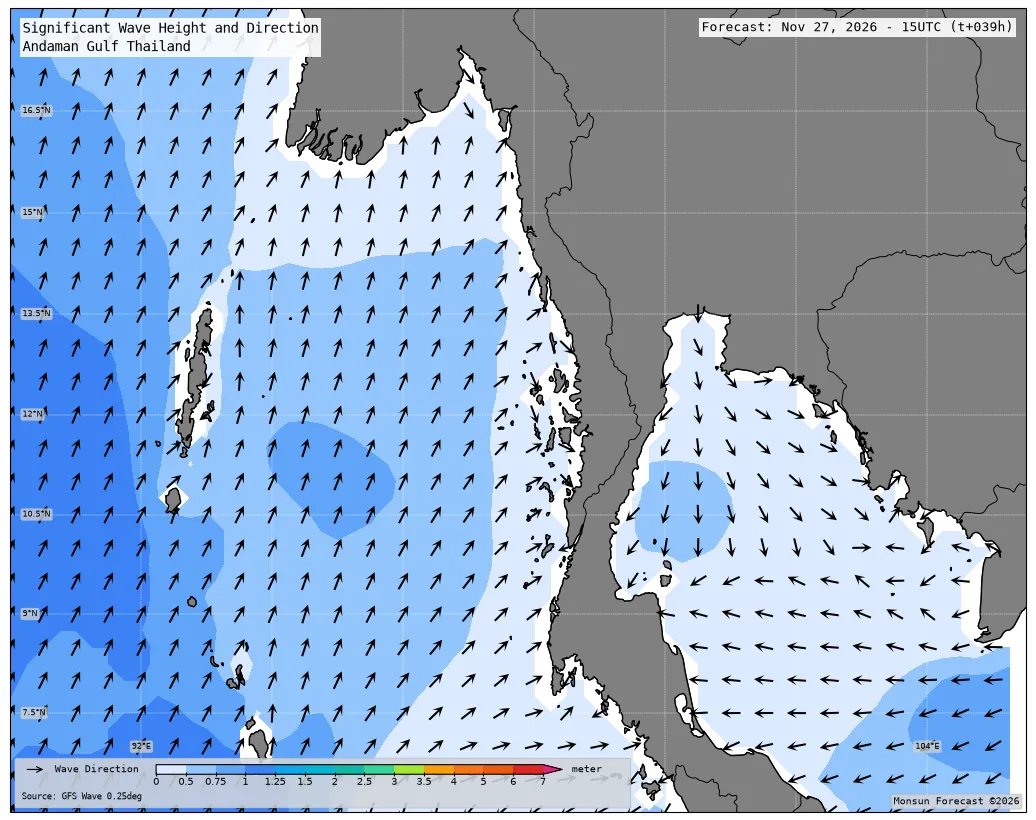 Significant Wave Height and Direction
Andaman Gulf Thailand
Forecast: Nov 27, 2026 - 15UTC (t+039h)
16.5°N
15°N
13.5°N
12°N
10.5°N
9°N
7.5°N
92°E
104°E
Wave Direction
0 0.5 0.75 1 1.25 1.5 2 2.5 3 3.5 4 5 6 7
meter
Source: GFS Wave 0.25deg
Monsun Forecast ©2026